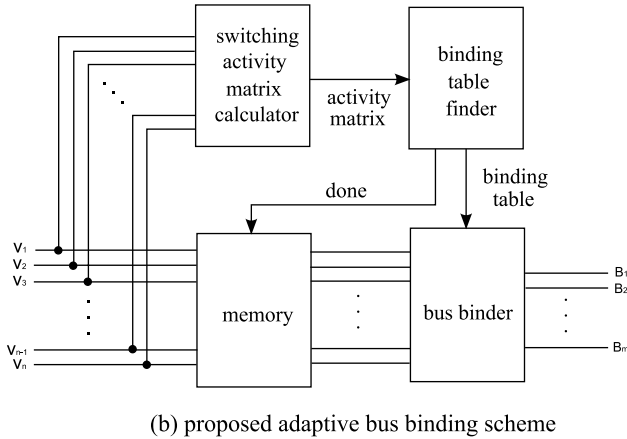 switching
activity
matrix
calculator
binding
table
finder
activity
matrix
done
binding
table
V1
V2
V3
Vn-1
Vn
memory
bus binder
B1
B2
Bm
(b) proposed adaptive bus binding scheme